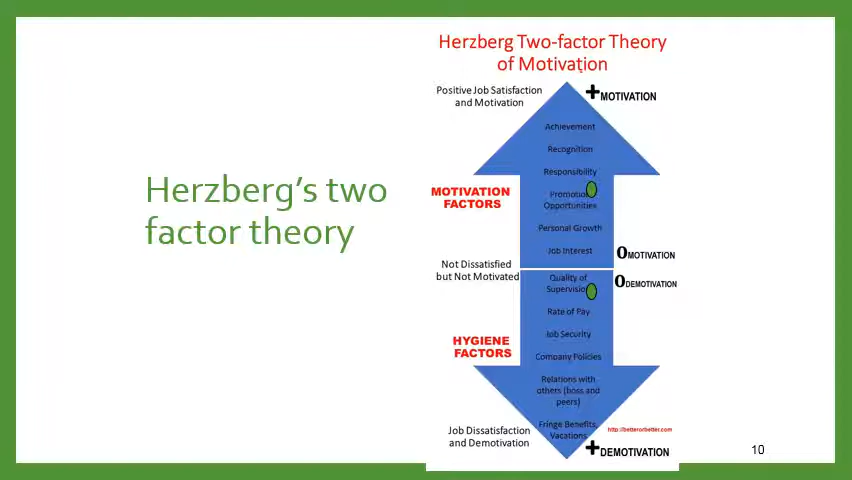 Herzberg's two
factor theory
Herzberg Two-factor Theory
of Motivation
Positive Job Satisfaction
and Motivation
+MOTIVATION
Achievement
Recognition
Responsibility
MOTIVATION
FACTORS
Promotion
Opportunities
Personal Growth
Job Interest
0MOTIVATION
Not Dissatisfied
but Not Motivated
Quality of
Supervision
0DEMOTIVATION
Rate of Pay
Job Security
HYGIENE
FACTORS
Company Policies
Relations with
others (boss and
peers)
Job Dissatisfaction
and Demotivation
Fringe Benefits,
Vacations
http://betterorbetter.com
+DEMOTIVATION
10